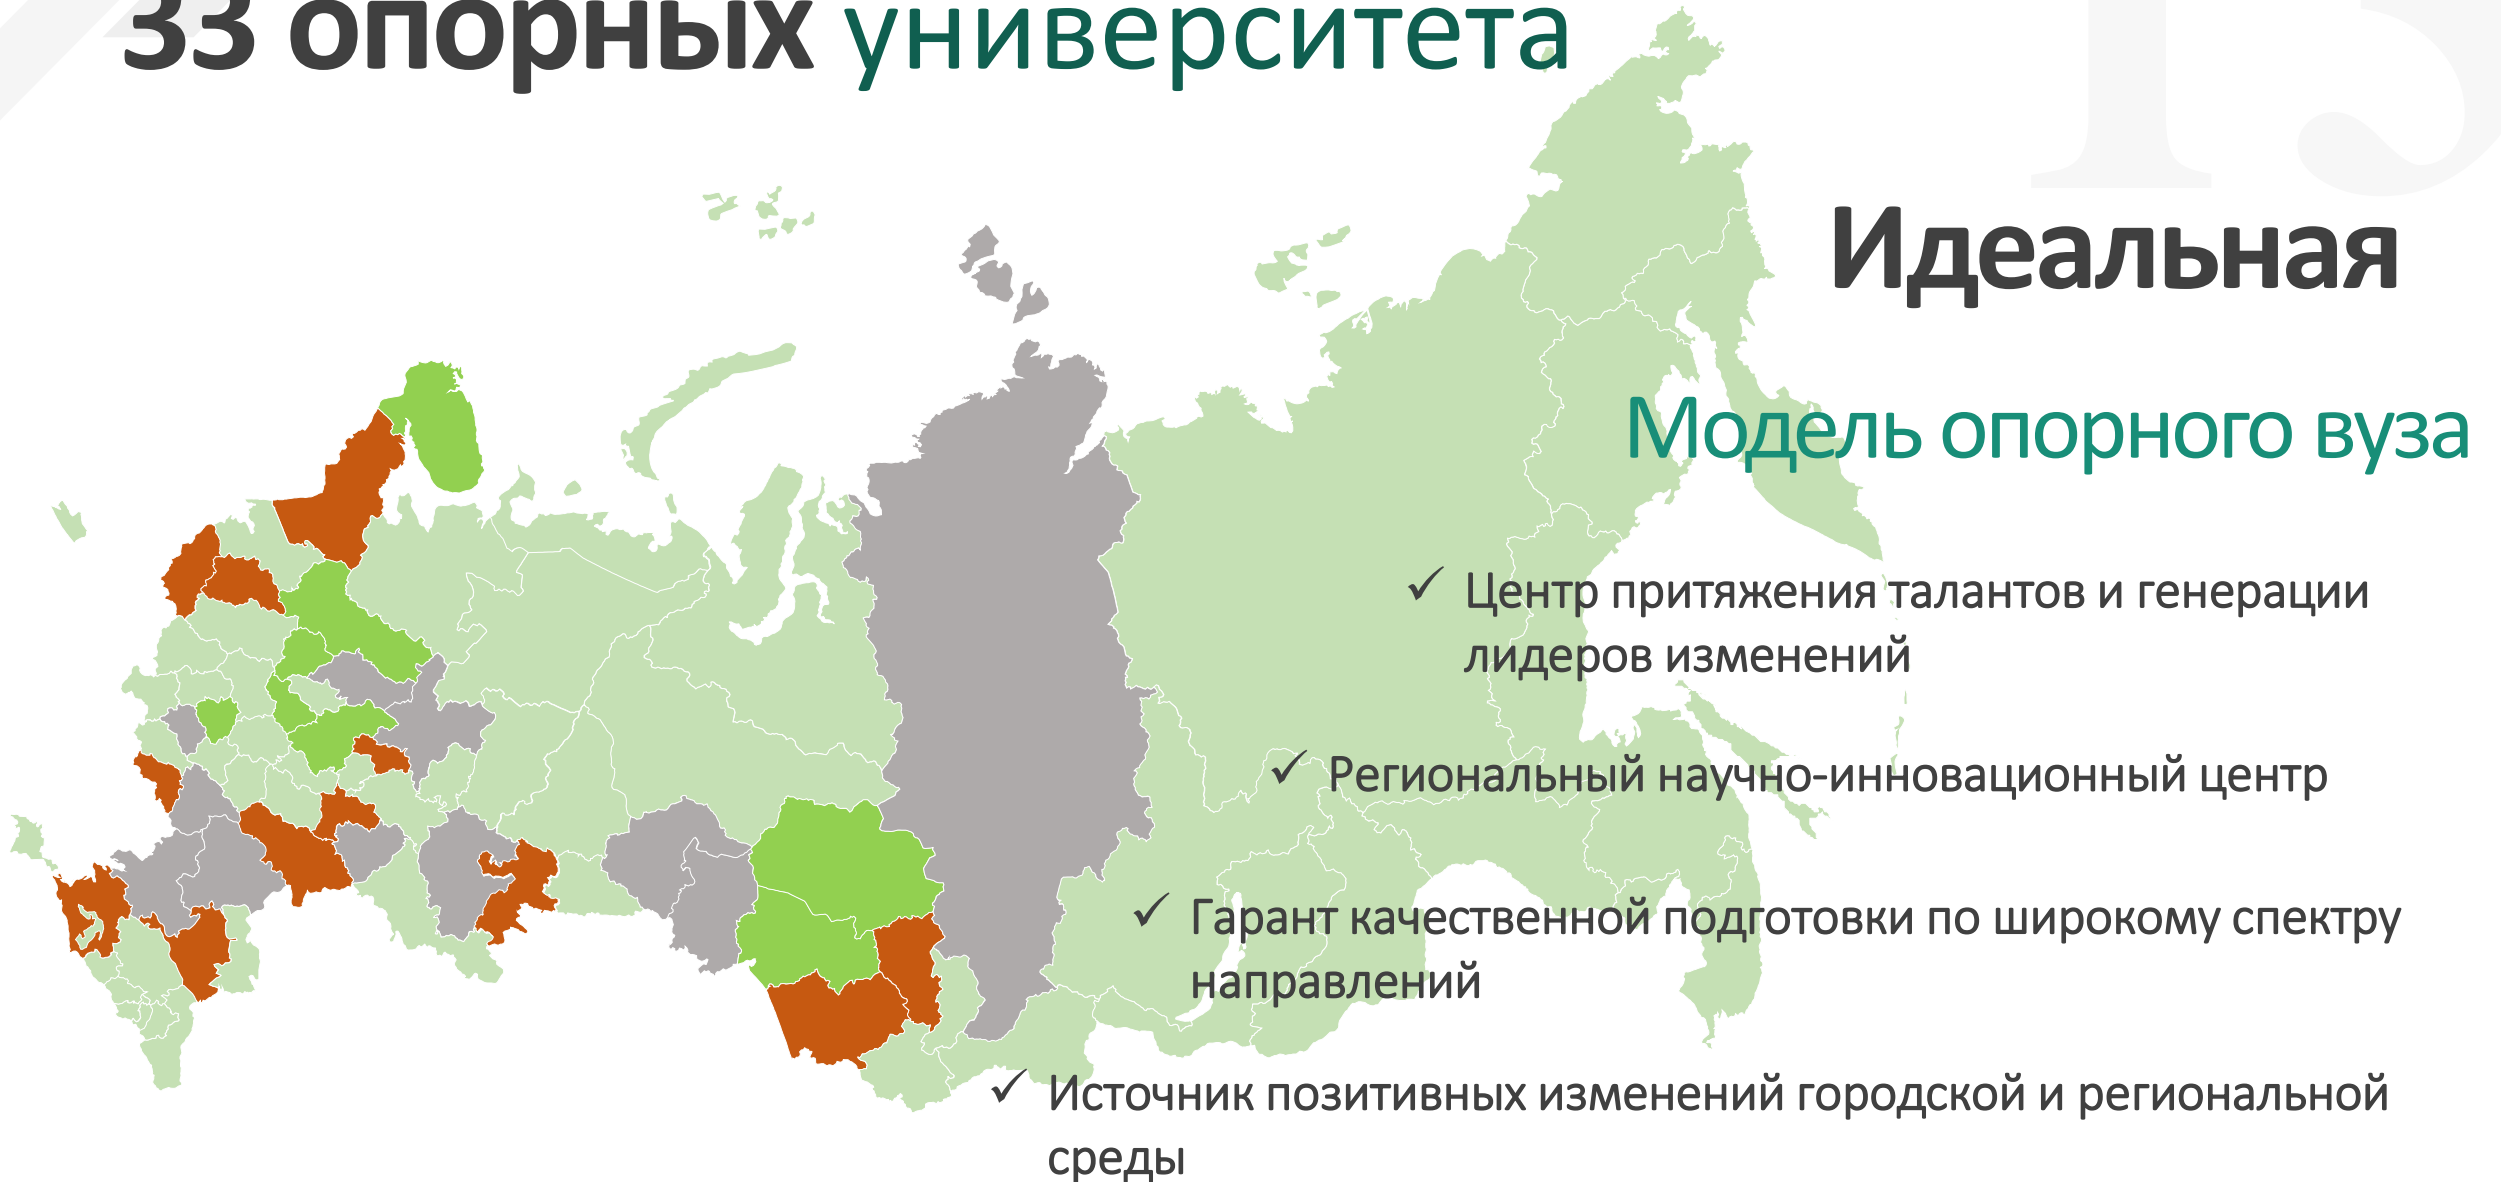 33 опорных университета
Идеальная
Модель опорного вуза
✓ Центр притяжения талантов и генерации
лидеров изменений
✓ Региональный научно-инновационный центр
✓ Гарант качественной подготовки по широкому спектру
направлений
✓ Источник позитивных изменений городской и региональной
среды